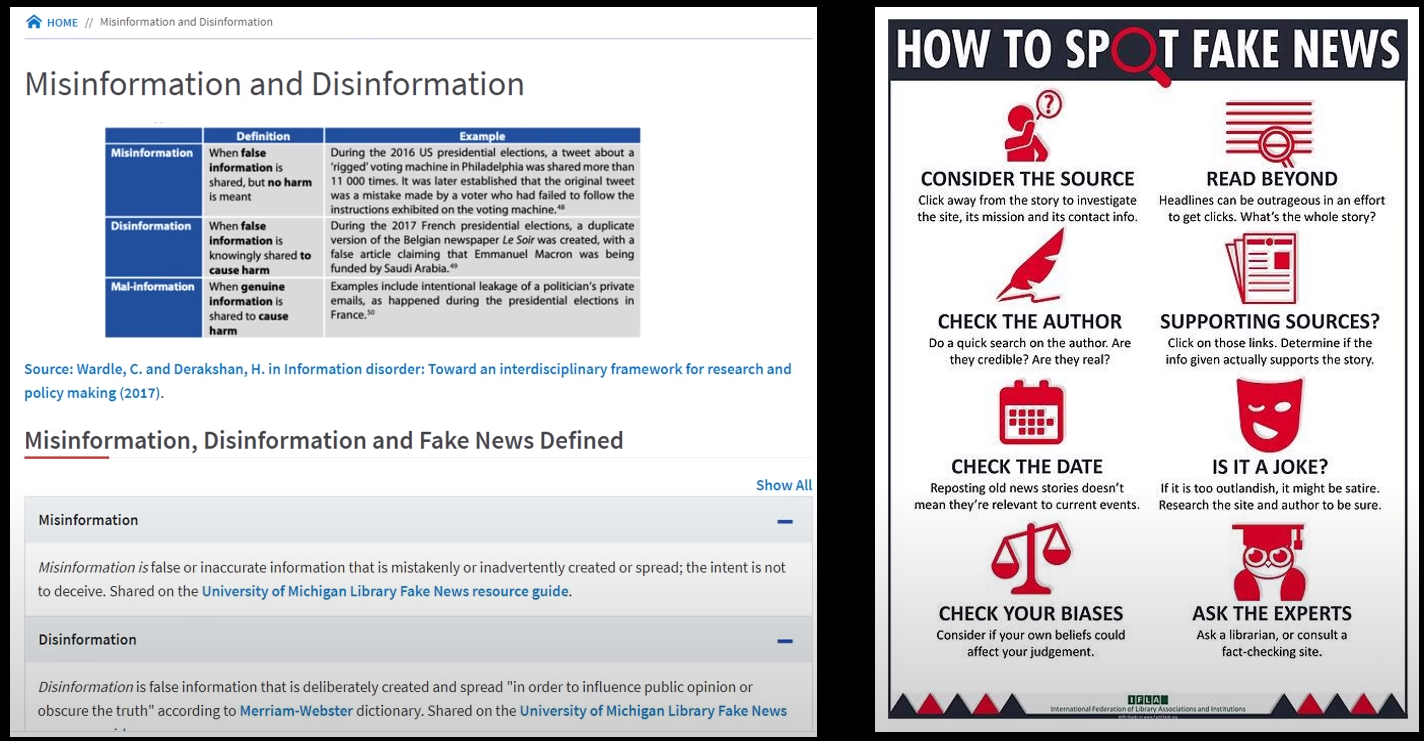 HOME // Misinformation and Disinformation
Misinformation and Disinformation
Definition Example
Misinformation
When false
information is
shared, but no harm
is meant
During the 2016 US presidential elections, a tweet about a
'rigged' voting machine in Philadelphia was shared more than
11 000 times. It was later established that the original tweet
was a mistake made by a voter who had failed to follow the
instructions exhibited on the voting machine.48
Disinformation
When false
information is
knowingly shared to
cause harm
During the 2017 French presidential elections, a duplicate
version of the Belgian newspaper Le Soir was created, with a
false article claiming that Emmanuel Macron was being
funded by Saudi Arabia.49
Mal-information
When genuine
information is
shared to cause
harm
Examples include intentional leakage of a politician's private
emails, as happened during the presidential elections in
France.50
Source: Wardle, C. and Derakshan, H. in Information disorder: Toward an interdisciplinary framework for research and
policy making (2017).
Misinformation, Disinformation and Fake News Defined
Show All
Misinformation
Misinformation is false or inaccurate information that is mistakenly or inadvertently created or spread; the intent is not
to deceive. Shared on the University of Michigan Library Fake News resource guide.
Disinformation
Disinformation is false information that is deliberately created and spread "in order to influence public opinion or
obscure the truth" according to Merriam-Webster dictionary. Shared on the University of Michigan Library Fake News
HOW TO SPOT FAKE NEWS
?
CONSIDER THE SOURCE
Click away from the story to investigate
the site, its mission and its contact info.
READ BEYOND
Headlines can be outrageous in an effort
to get clicks. What's the whole story?
CHECK THE AUTHOR
Do a quick search on the author. Are
they credible? Are they real?
SUPPORTING SOURCES?
Click on those links. Determine if the
info given actually supports the story.
CHECK THE DATE
Reposting old news stories doesn't
mean they're relevant to current events.
IS IT A JOKE?
If it is too outlandish, it might be satire.
Research the site and author to be sure.
CHECK YOUR BIASES
Consider if your own beliefs could
affect your judgement.
ASK THE EXPERTS
Ask a librarian, or consult a
fact-checking site.
IFLA
International Federation of Library Associations and Institutions